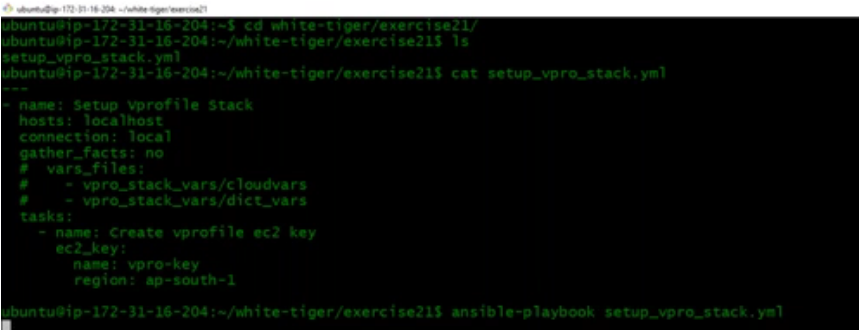 ubuntu@ip-172-31-16-204: ~/white-tiger/exercise21
ubuntu@ip-172-31-16-204:~$ cd white-tiger/exercise21/
ubuntu@ip-172-31-16-204:~/white-tiger/exercise21$ ls
setup_vpro_stack.yml
ubuntu@ip-172-31-16-204:~/white-tiger/exercise21$ cat setup_vpro_stack.yml
---
- name: Setup Vprofile Stack
  hosts: localhost
  connection: local
  gather_facts: no
  #  vars_files:
  #    - vpro_stack_vars/cloudvars
  #    - vpro_stack_vars/dict_vars
  tasks:
    - name: Create vprofile ec2 key
      ec2_key:
        name: vpro-key
        region: ap-south-1
ubuntu@ip-172-31-16-204:~/white-tiger/exercise21$ ansible-playbook setup_vpro_stack.yml